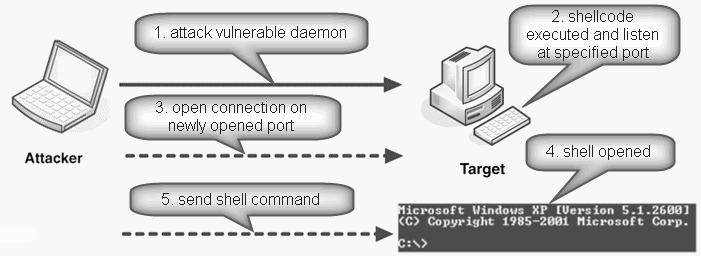 1. attack vulnerable daemon
2. shellcode
executed and listen
at specified port
3. open connection on
newly opened port
Attacker
Target
4. shell opened
5. send shell command
Microsoft Windows XP [Version 5.1.2600]
(C) Copyright 1985-2001 Microsoft Corp.
C:\>